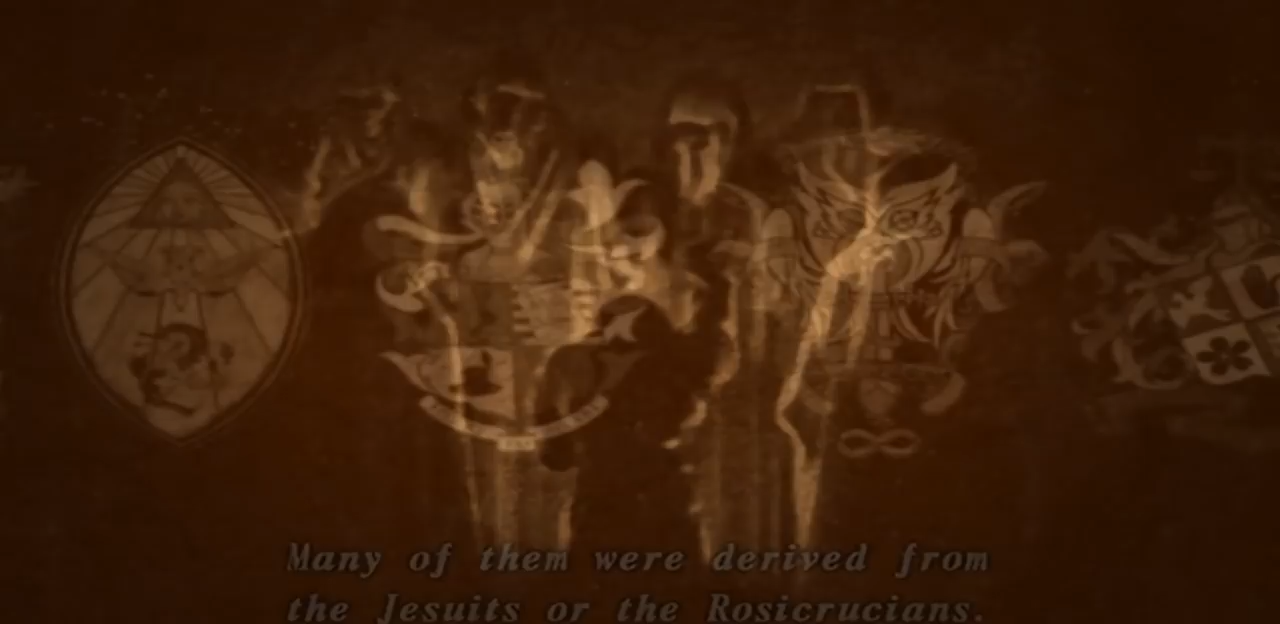 Many of them were derived from
the Jesuits or the Rosicrucians.